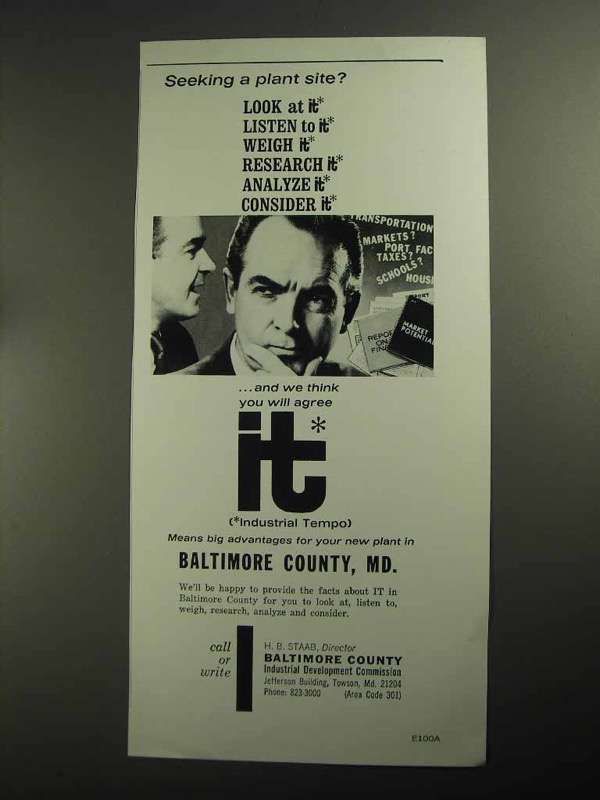 Seeking a plant site?
LOOK at it*
LISTEN to it*
WEIGH it*
RESEARCH it*
ANALYZE it*
CONSIDER it*
TRANSPORTATION
MARKETS?
PORT FAC
TAXES?
SCHOOLS?
HOUS
REPOR
ON
FINA
MARKET
POTENTIAL
...and we think
you will agree
it*
(*Industrial Tempo)
Means big advantages for your new plant in
BALTIMORE COUNTY, MD.
We'll be happy to provide the facts about IT in
Baltimore County for you to look at, listen to,
weigh, research, analyze and consider.
call
or
write
H. B. STAAB, Director
BALTIMORE COUNTY
Industrial Development Commission
Jefferson Building, Towson, Md. 21204
Phone: 823-3000 (Area Code 301)
E100A